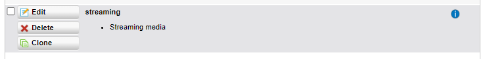 Edit streaming
Delete • Streaming media
Clone